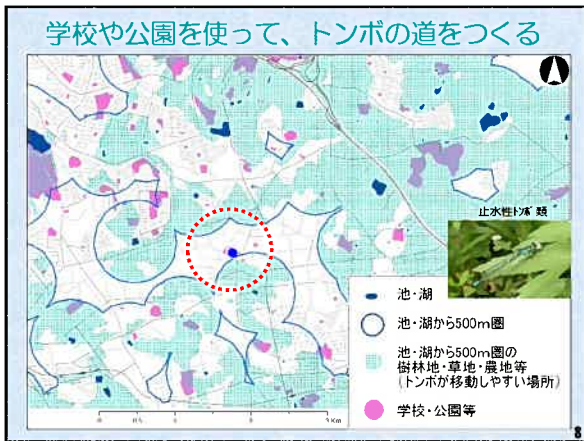 学校や公園を使って、トンボの道をつくる
止水性トンボ類
池・湖
池・湖から500m圏
池・湖から500m圏の
樹林地・草地・農地等
(トンボが移動しやすい場所)
学校・公園等
3 Km
8